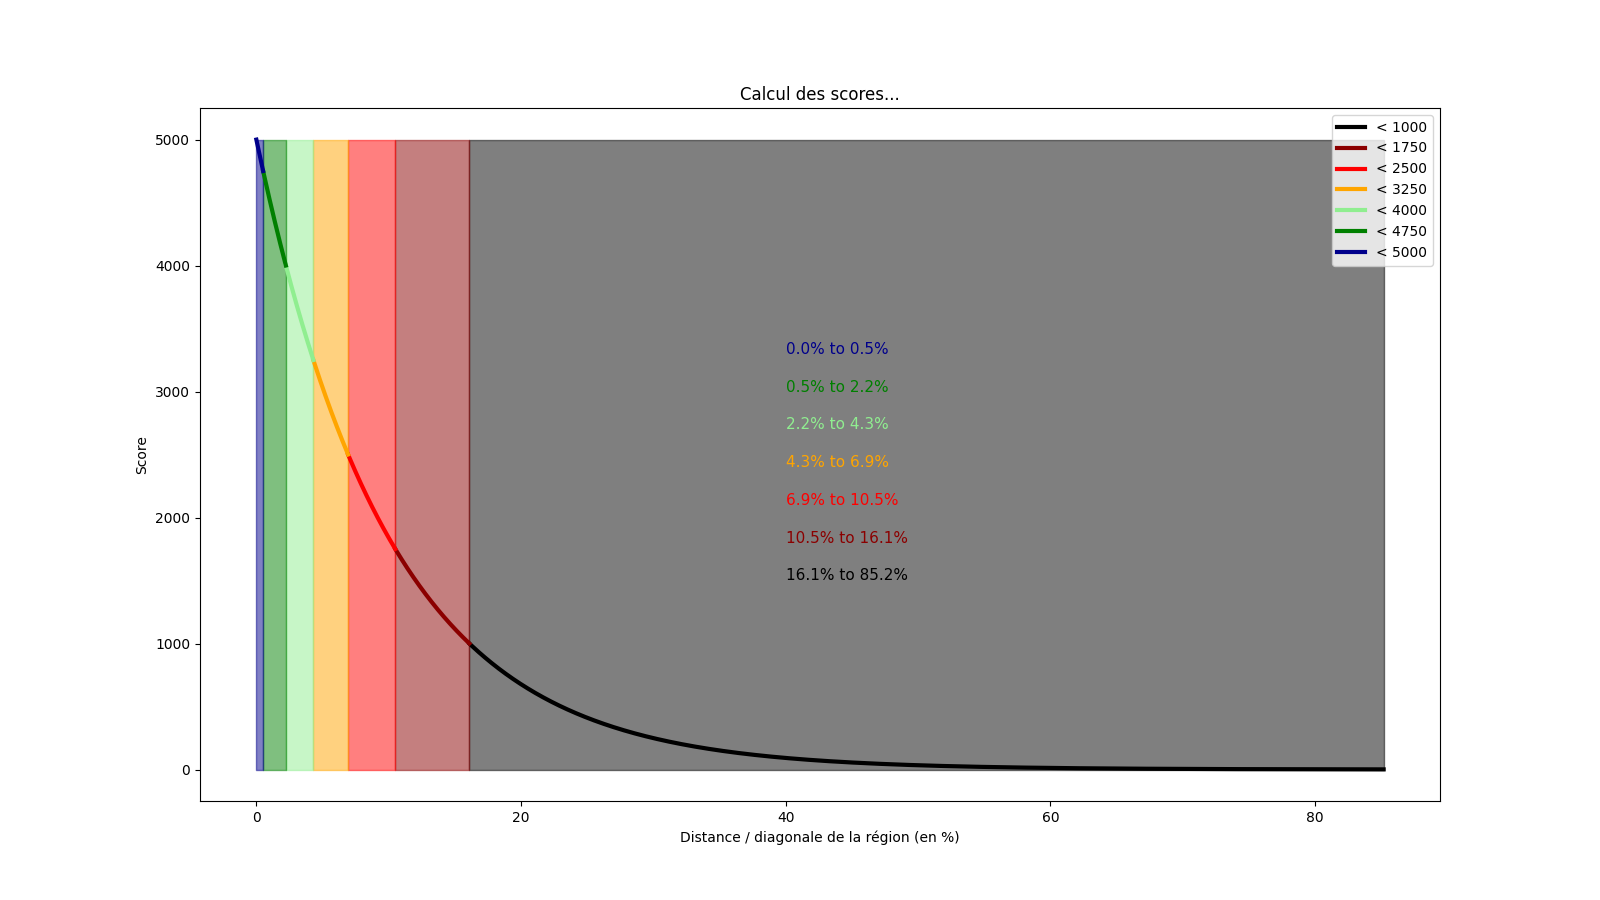 Calcul des scores...
5000
4000
3000
2000
1000
0
Score
0
20
40
60
80
Distance / diagonale de la région (en %)
< 1000
< 1750
< 2500
< 3250
< 4000
< 4750
< 5000
0.0% to 0.5%
0.5% to 2.2%
2.2% to 4.3%
4.3% to 6.9%
6.9% to 10.5%
10.5% to 16.1%
16.1% to 85.2%